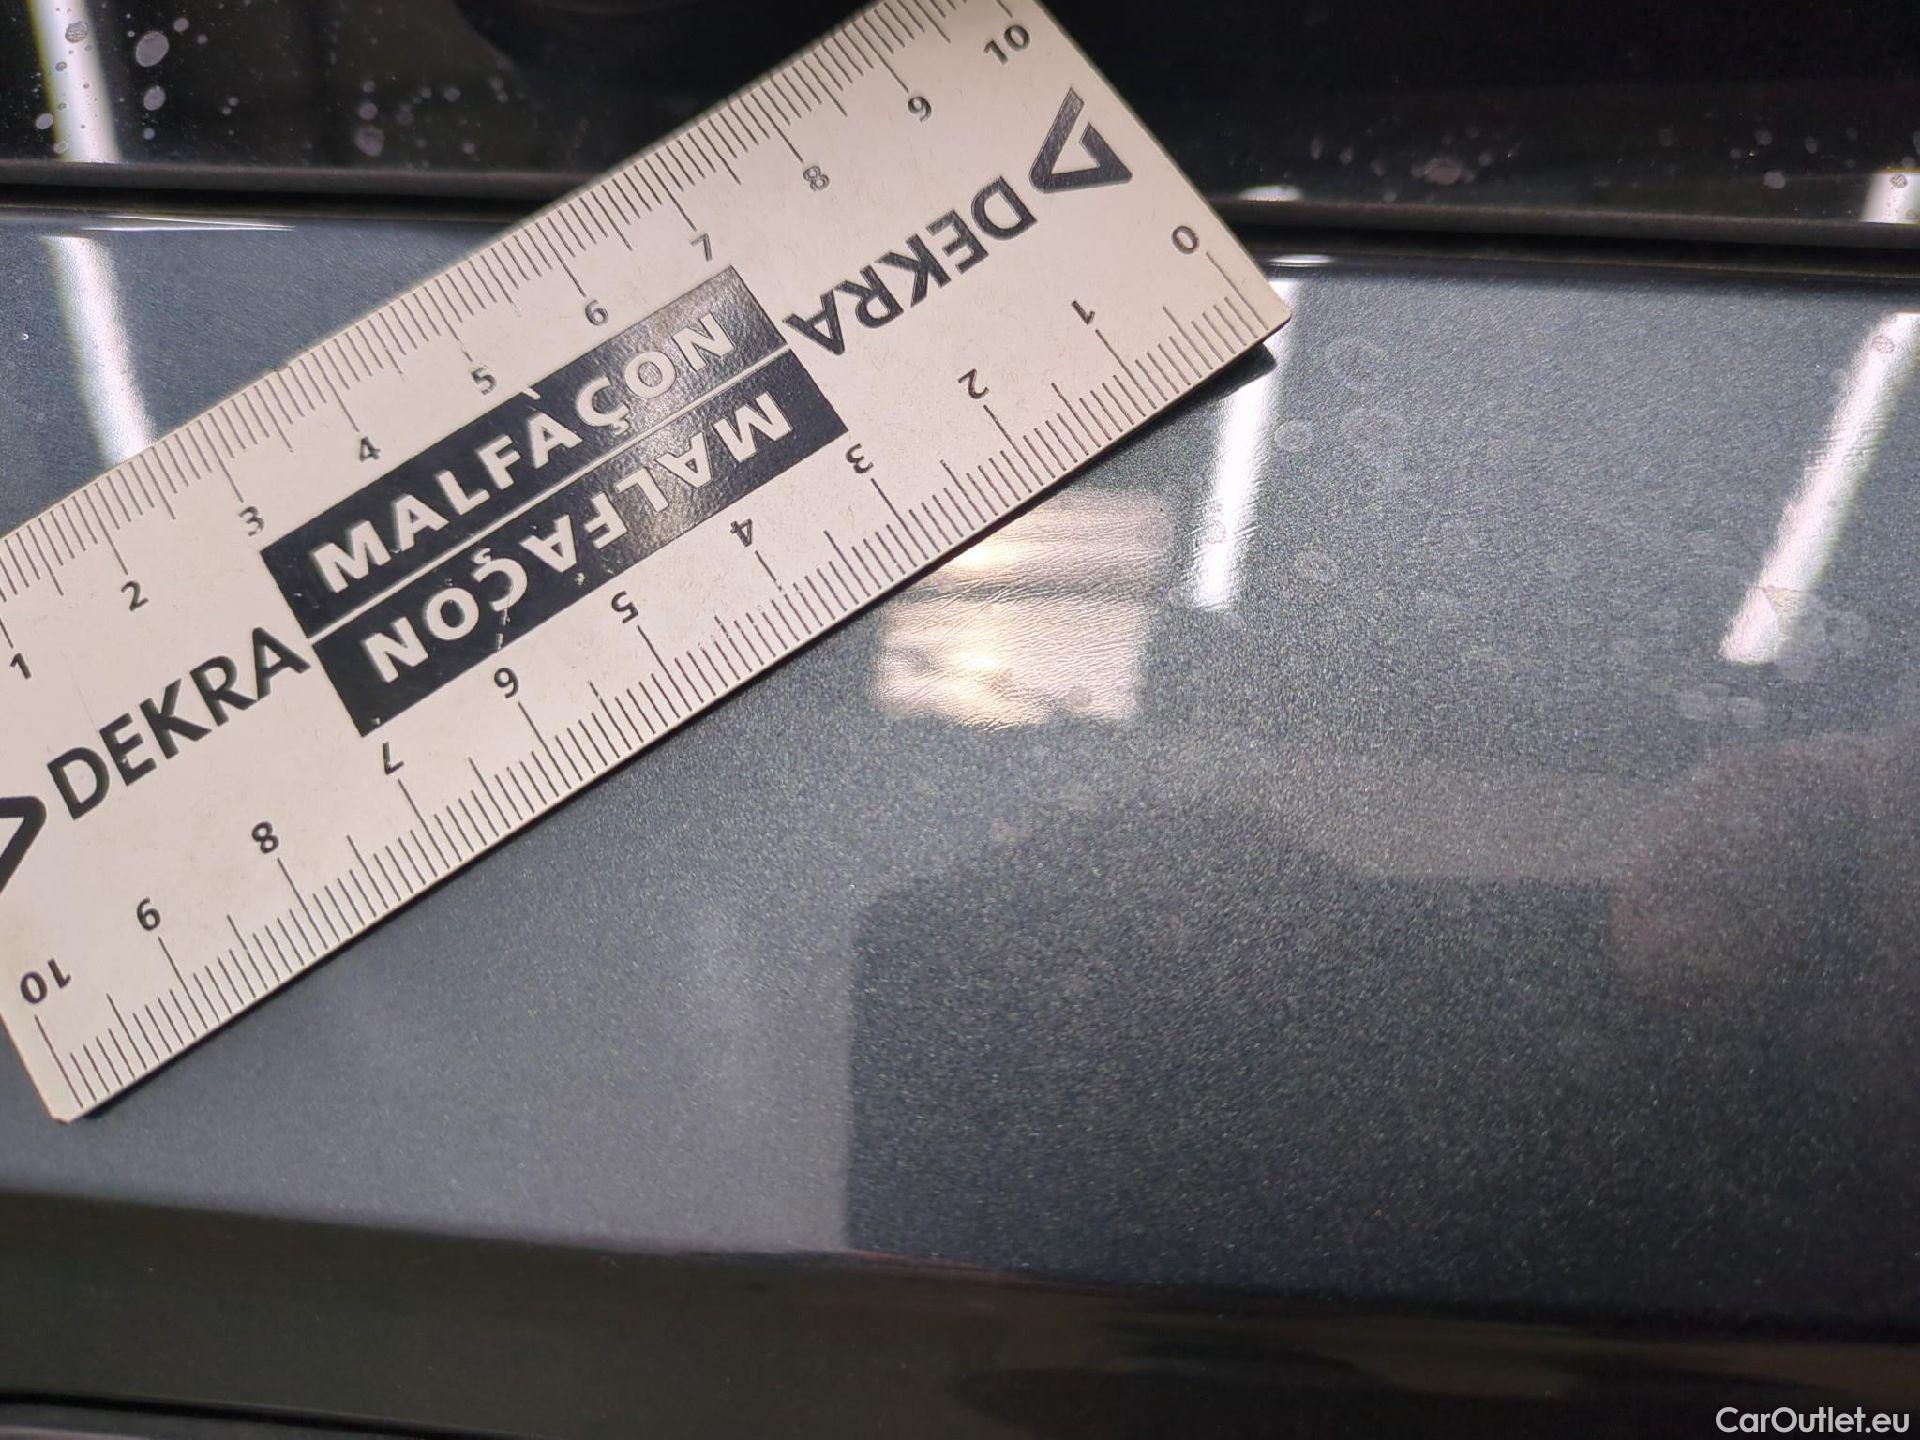 1 2 3 4 5 6 7 8 9 10
DEKRA MALFAÇON
MALFAÇON DEKRA
0 1 2 3 4 5 6 7 8 9 10
CarOutlet.eu